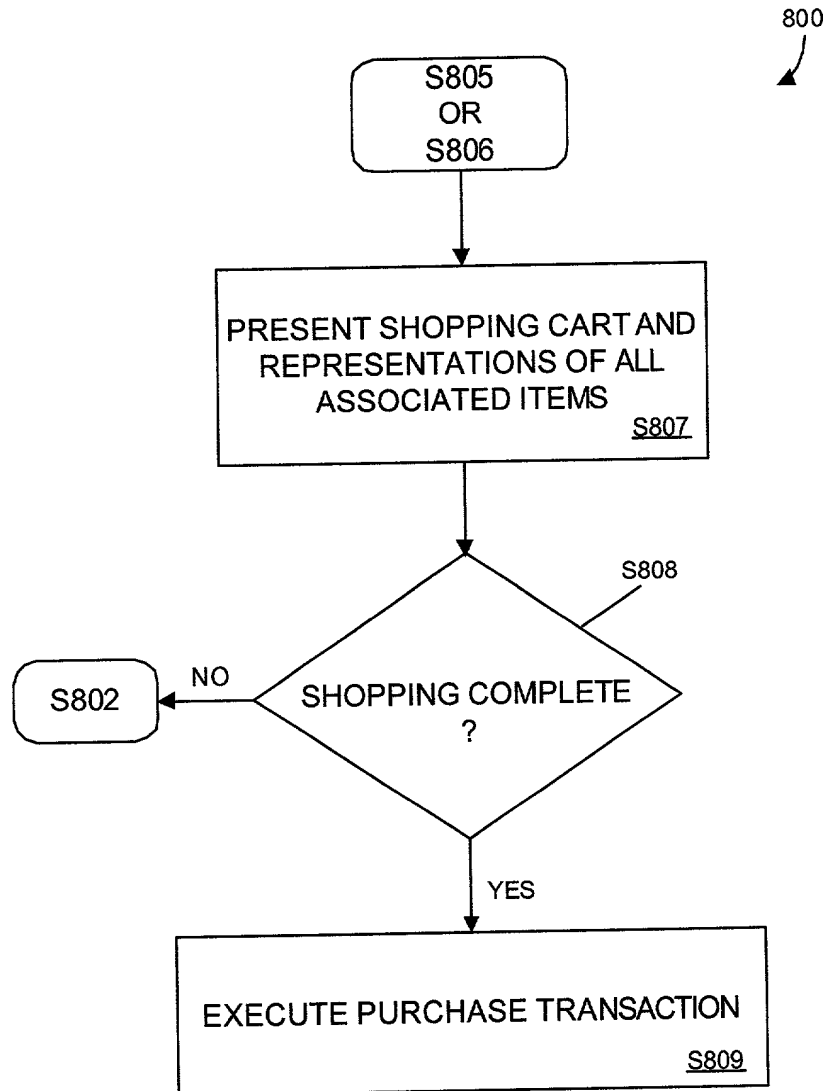 800
S805
OR
S806
PRESENT SHOPPING CART AND
REPRESENTATIONS OF ALL
ASSOCIATED ITEMS
S807
S808
SHOPPING COMPLETE
?
NO
S802
YES
EXECUTE PURCHASE TRANSACTION
S809